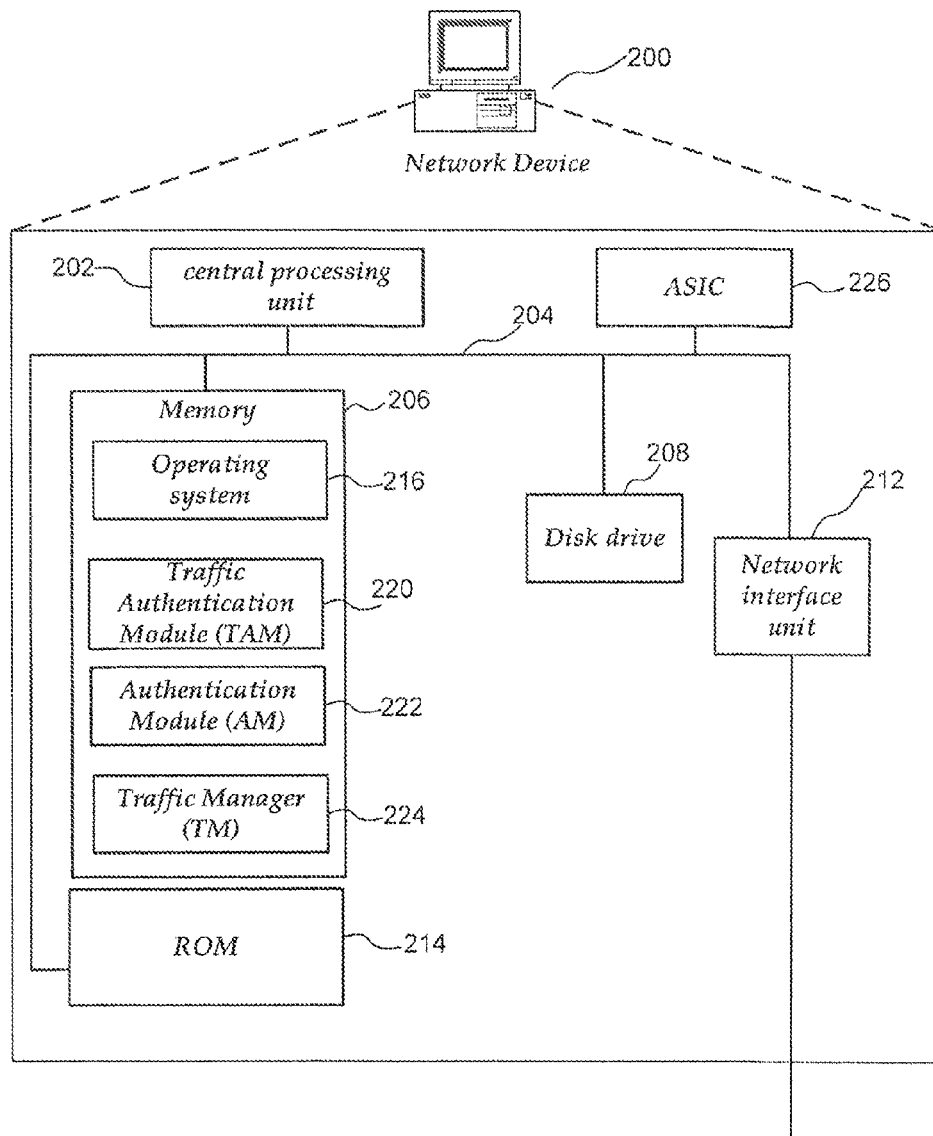 200
Network Device
202
central processing
unit
ASIC
226
204
Memory
206
Operating
system
216
208
Disk drive
212
Network
interface
unit
Traffic
Authentication
Module (TAM)
220
Authentication
Module (AM)
222
Traffic Manager
(TM)
224
ROM
214